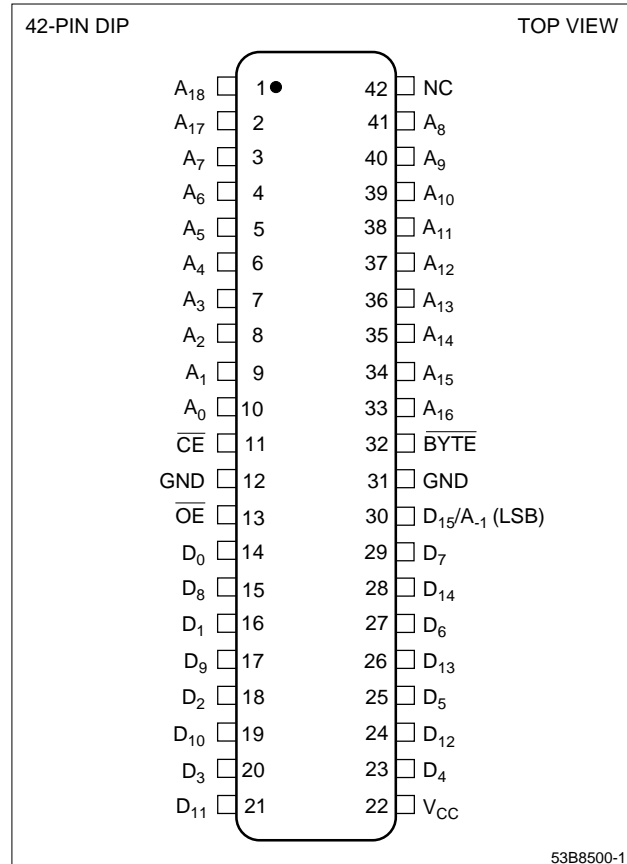 42-PIN DIP TOP VIEW
A18 1 42 NC
A17 2 41 A8
A7 3 40 A9
A6 4 39 A10
A5 5 38 A11
A4 6 37 A12
A3 7 36 A13
A2 8 35 A14
A1 9 34 A15
A0 10 33 A16
CE 11 32 BYTE
GND 12 31 GND
OE 13 30 D15/A-1 (LSB)
D0 14 29 D7
D8 15 28 D14
D1 16 27 D6
D9 17 26 D13
D2 18 25 D5
D10 19 24 D12
D3 20 23 D4
D11 21 22 VCC
53B8500-1